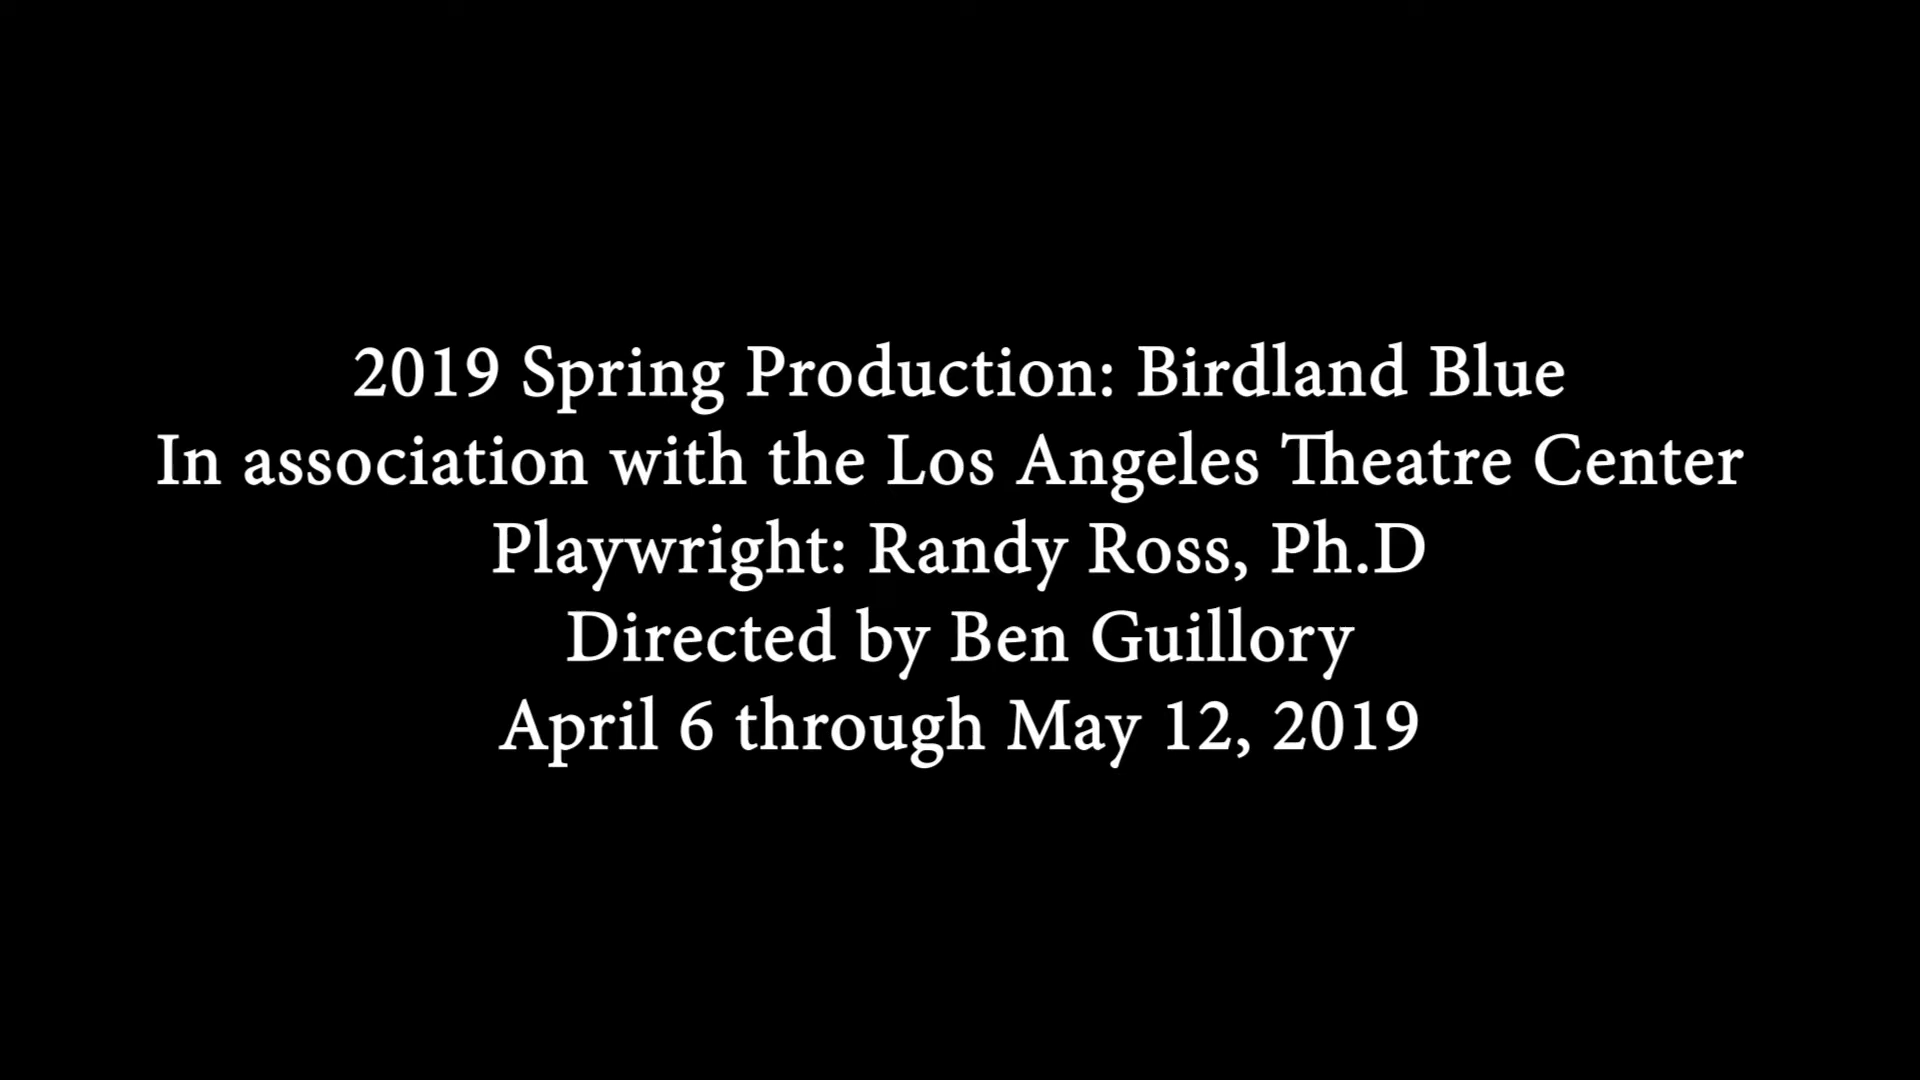 2019 Spring Production: Birdland Blue
In association with the Los Angeles Theatre Center
Playwright: Randy Ross, Ph.D
Directed by Ben Guillory
April 6 through May 12, 2019